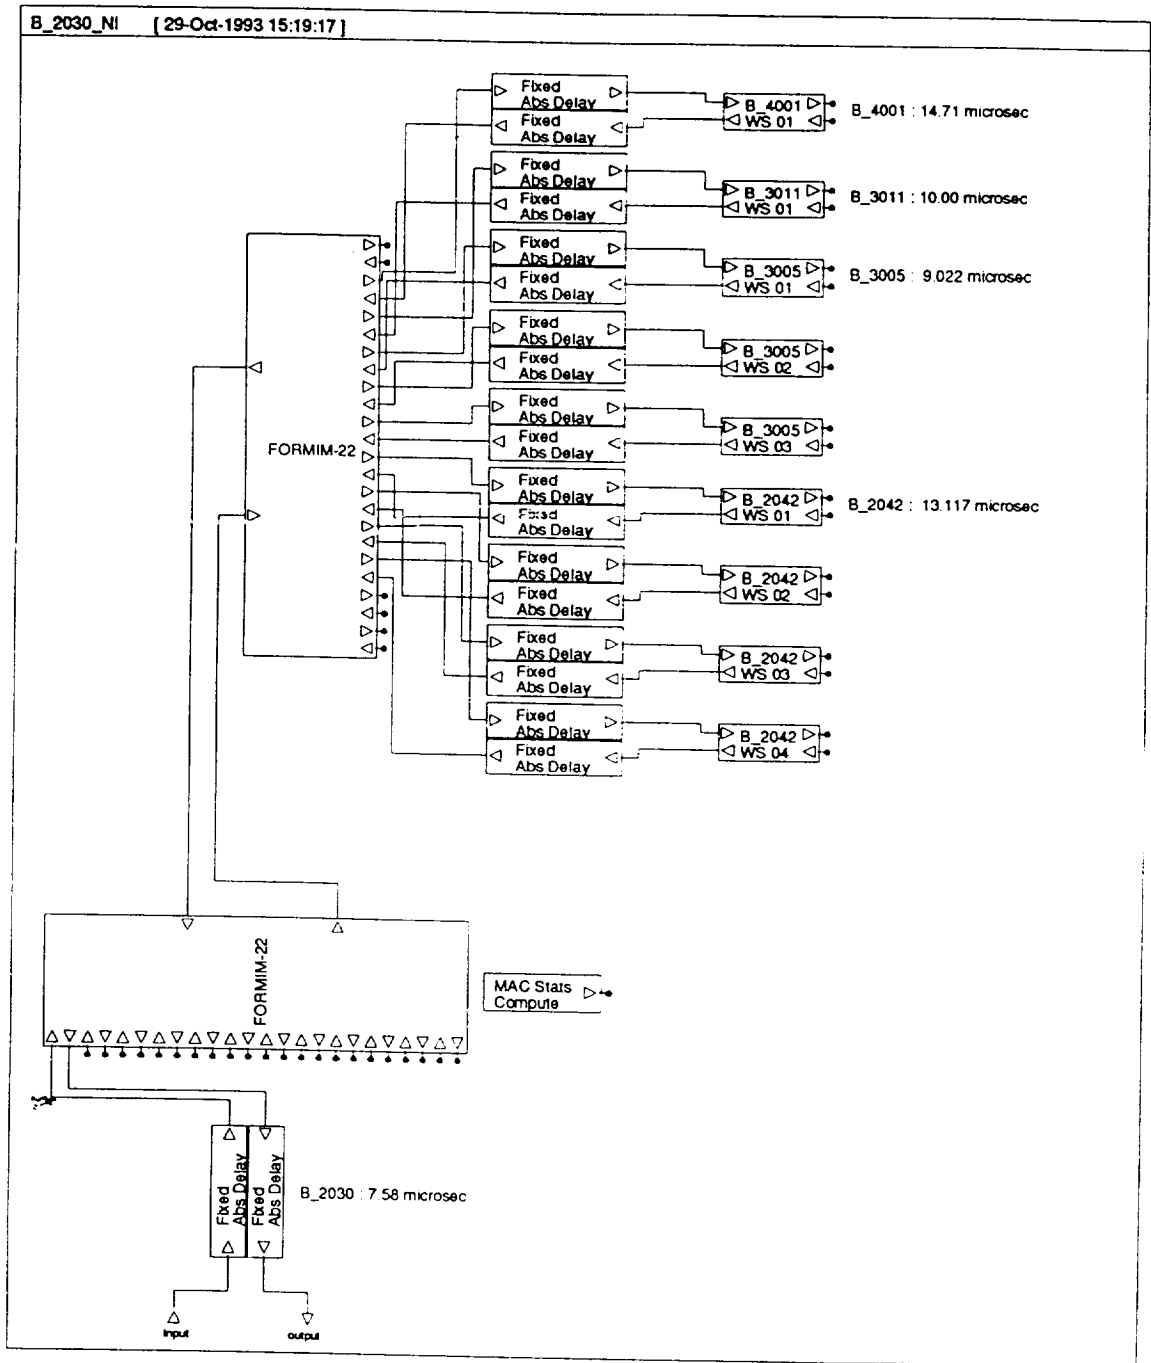 B_2030_NI [ 29-Oct-1993 15:19:17 ]
Fixed
Abs Delay
Fixed
Abs Delay
B_4001
WS 01
B_4001 : 14.71 microsec
Fixed
Abs Delay
Fixed
Abs Delay
B_3011
WS 01
B_3011 : 10.00 microsec
Fixed
Abs Delay
Fixed
Abs Delay
B_3005
WS 01
B_3005 : 9.022 microsec
Fixed
Abs Delay
Fixed
Abs Delay
B_3005
WS 02
Fixed
Abs Delay
Fixed
Abs Delay
B_3005
WS 03
FORMIM-22
Fixed
Abs Delay
Fixed
Abs Delay
B_2042
WS 01
B_2042 : 13.117 microsec
Fixed
Abs Delay
Fixed
Abs Delay
B_2042
WS 02
Fixed
Abs Delay
Fixed
Abs Delay
B_2042
WS 03
Fixed
Abs Delay
Fixed
Abs Delay
B_2042
WS 04
FORMIM-22
MAC Stats
Compute
Fixed
Abs Delay
Fixed
Abs Delay
B_2030 : 7.58 microsec
Input
output